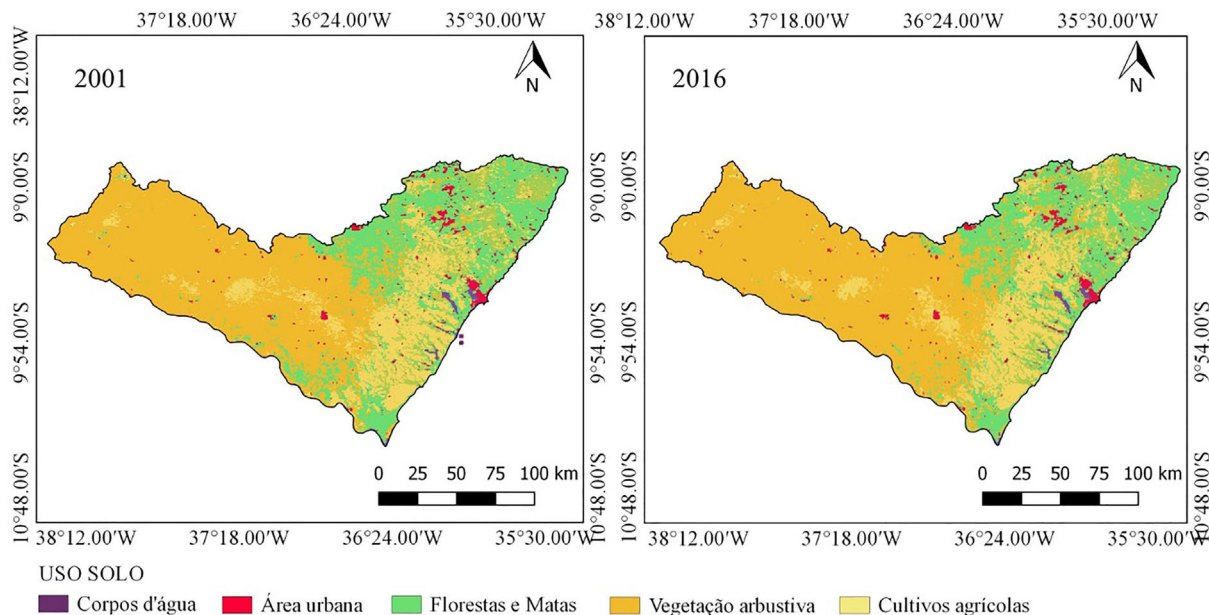 37°18.00'W 36°24.00'W 35°30.00'W
37°18.00'W 36°24.00'W 35°30.00'W
38°12.00'W
9°0.00'S
9°54.00'S
10°48.00'S
2001
N
0 25 50 75 100 km
9°0.00'S
9°54.00'S
10°48.00'S
2016
N
0 25 50 75 100 km
9°0.00'S
9°54.00'S
10°48.00'S
38°12.00'W 37°18.00'W 36°24.00'W 35°30.00'W
38°12.00'W 37°18.00'W 36°24.00'W 35°30.00'W
USO SOLO
Corpos d'água Área urbana Florestas e Matas Vegetação arbustiva Cultivos agrícolas